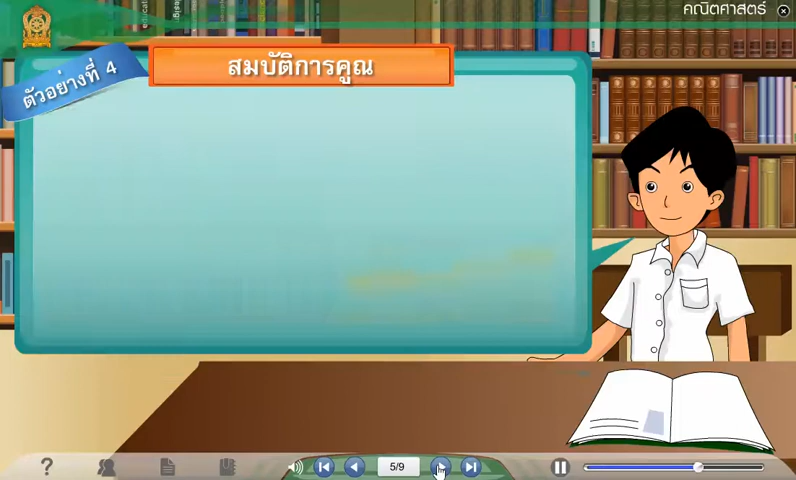 คณิตศาสตร์
ตัวอย่างที่ 4
สมบัติการคูณ
?
5/9